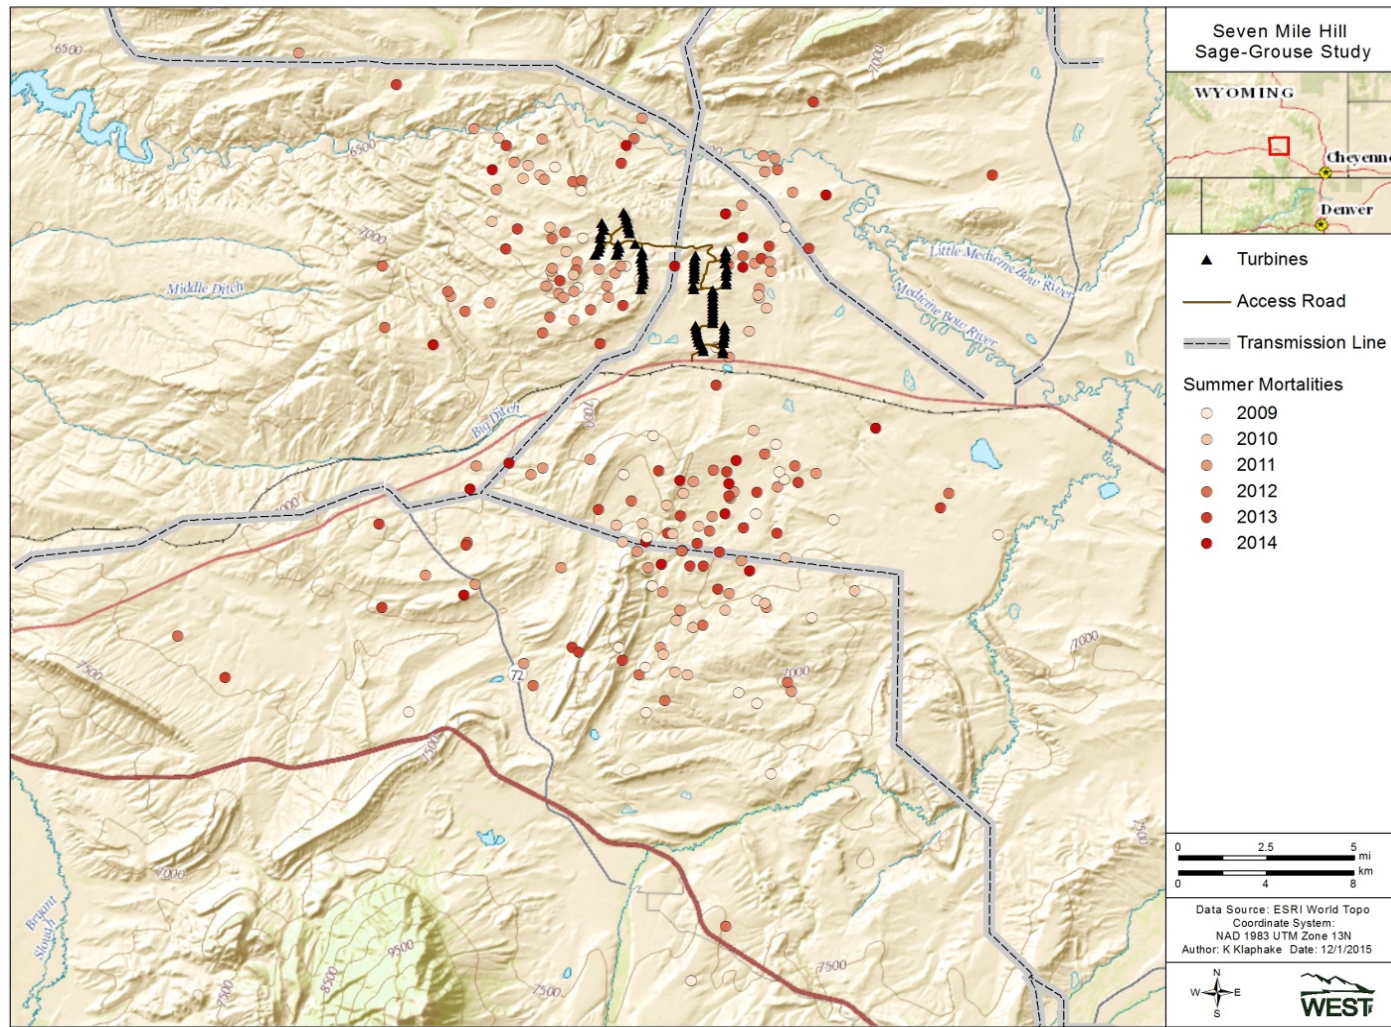 Seven Mile Hill
Sage-Grouse Study
WYOMING
Cheyenn
Denver
Turbines
Access Road
Transmission Line
Summer Mortalities
2009
2010
2011
2012
2013
2014
0 2.5 5
mi
km
0 4 8
Data Source: ESRI World Topo
Coordinate System:
NAD 1983 UTM Zone 13N
Author: K Klaphake Date: 12/1/2015
N
W E
S
WEST
6500
7000
6500
7000
Middle Ditch
Little Medicine Bow River
Medicine Bow River
Big Ditch
7000
7500
72
7000
7000
7500
7500
7000
Bryant
Slough
7500
8500
9500
7500
7500